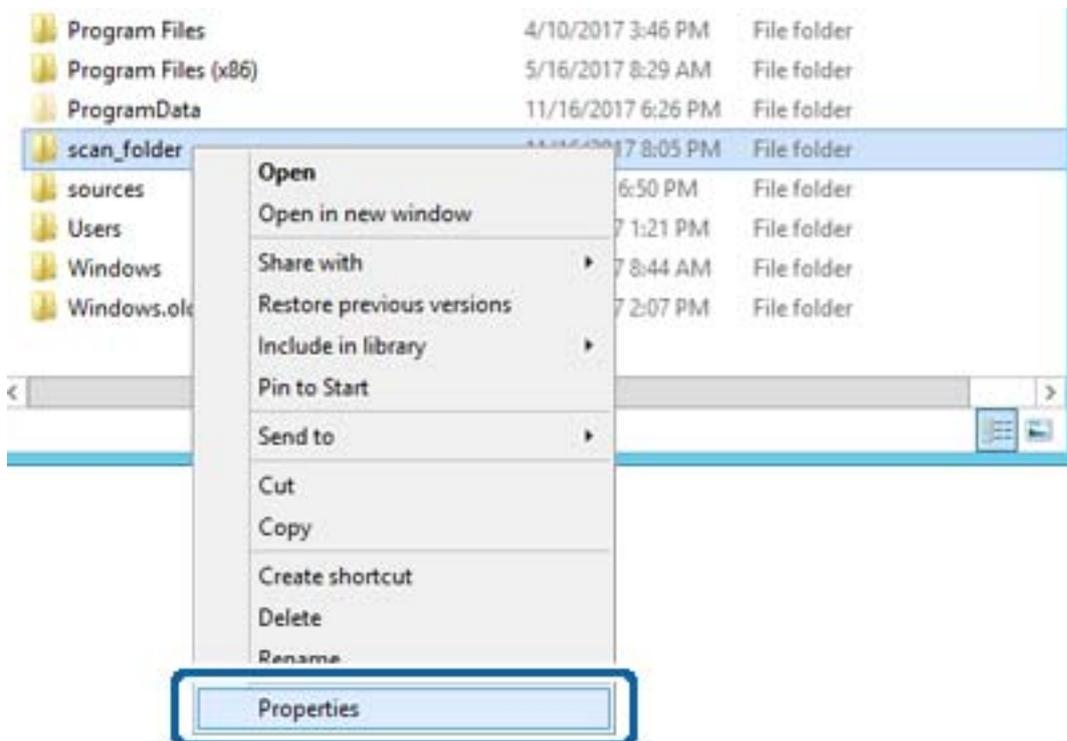 Program Files 4/10/2017 3:46 PM File folder
Program Files (x86) 5/16/2017 8:29 AM File folder
ProgramData 11/16/2017 6:26 PM File folder
scan_folder 8:05 PM File folder
sources 6:50 PM File folder
Users 1:21 PM File folder
Windows 8:44 AM File folder
Windows.old 2:07 PM File folder
Open
Open in new window
Share with
Restore previous versions
Include in library
Pin to Start
Send to
Cut
Copy
Create shortcut
Delete
Rename
Properties